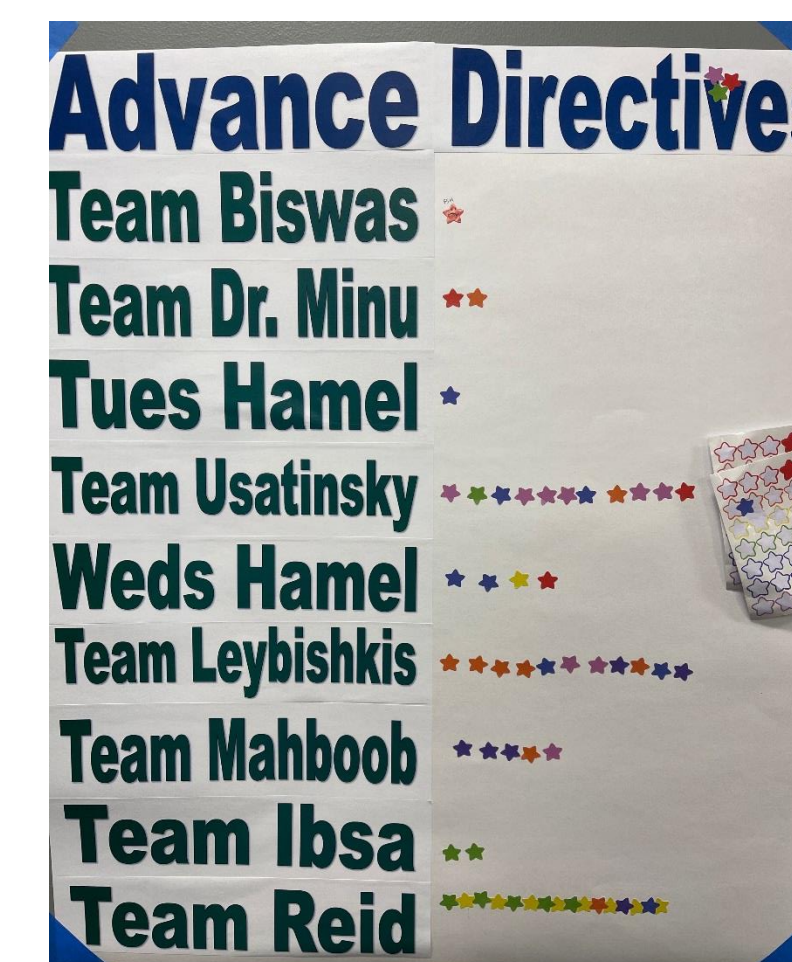 Advance Directives
Team Biswas
Team Dr. Minu
Tues Hamel
Team Usatinsky
Weds Hamel
Team Leybishkis
Team Mahboob
Team Ibsa
Team Reid